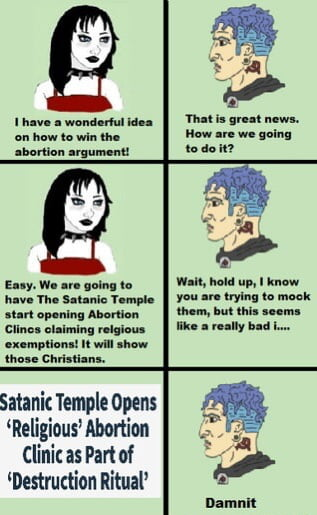 I have a wonderful idea
on how to win the
abortion argument!
That is great news.
How are we going
to do it?
Easy. We are going to
have The Satanic Temple
start opening Abortion
Clincs claiming relgious
exemptions! It will show
those Christians.
Wait, hold up, I know
you are trying to mock
them, but this seems
like a really bad i....
Satanic Temple Opens
‘Religious’ Abortion
Clinic as Part of
‘Destruction Ritual’
Damnit